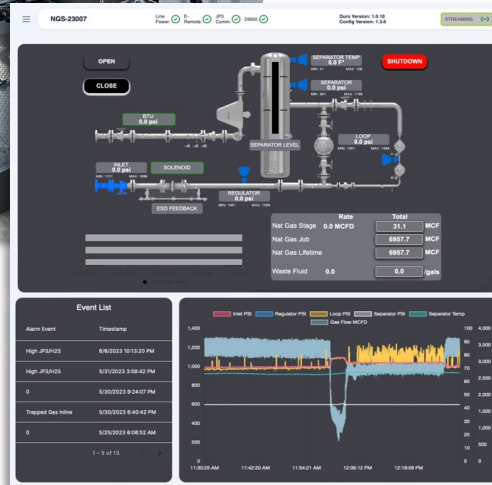 NGS-23007
Line Power: E-Remote: JP3 Comm: D9600:
Duro Version: 1.0.10
Config Version: 1.3.0
STREAMING
OPEN
CLOSE
SEPARATOR TEMP
0.0 F°
SHUTDOWN
SEPARATOR
0.0 psi
BTU
0.0 psi
LOOP
0.0 psi
SEPARATOR LEVEL
INLET
0.0 psi
SOLENOID
REGULATOR
0.0 psi
ESD FEEDBACK
Rate Total
Nat Gas Stage 0.0 MCFD 31.1 MCF
Nat Gas Job 6957.7 MCF
Nat Gas Lifetime 6957.7 MCF
Waste Fluid 0.0 0.0 /gals
Event List
Alarm Event Timestamp
High JP3/H2S 6/6/2023 10:13:20 PM
High JP3/H2S 5/31/2023 3:59:42 PM
0 5/30/2023 9:24:07 PM
Trapped Gas Inline 5/30/2023 6:40:42 PM
0 5/25/2023 6:06:52 AM
1 – 5 of 13
Inlet PSI Regulator PSI Loop PSI Separator PSI Separator Temp
Gas Flow MCFD
1,400 100 4,000
1,200 90 3,500
80 3,000
1,000 70
800 60 2,500
50 2,000
600 40 1,500
400 30 1,000
200 20 500
10
0 0 0
11:30:25 AM 11:42:20 AM 11:54:21 AM 12:06:12 PM 12:18:09 PM